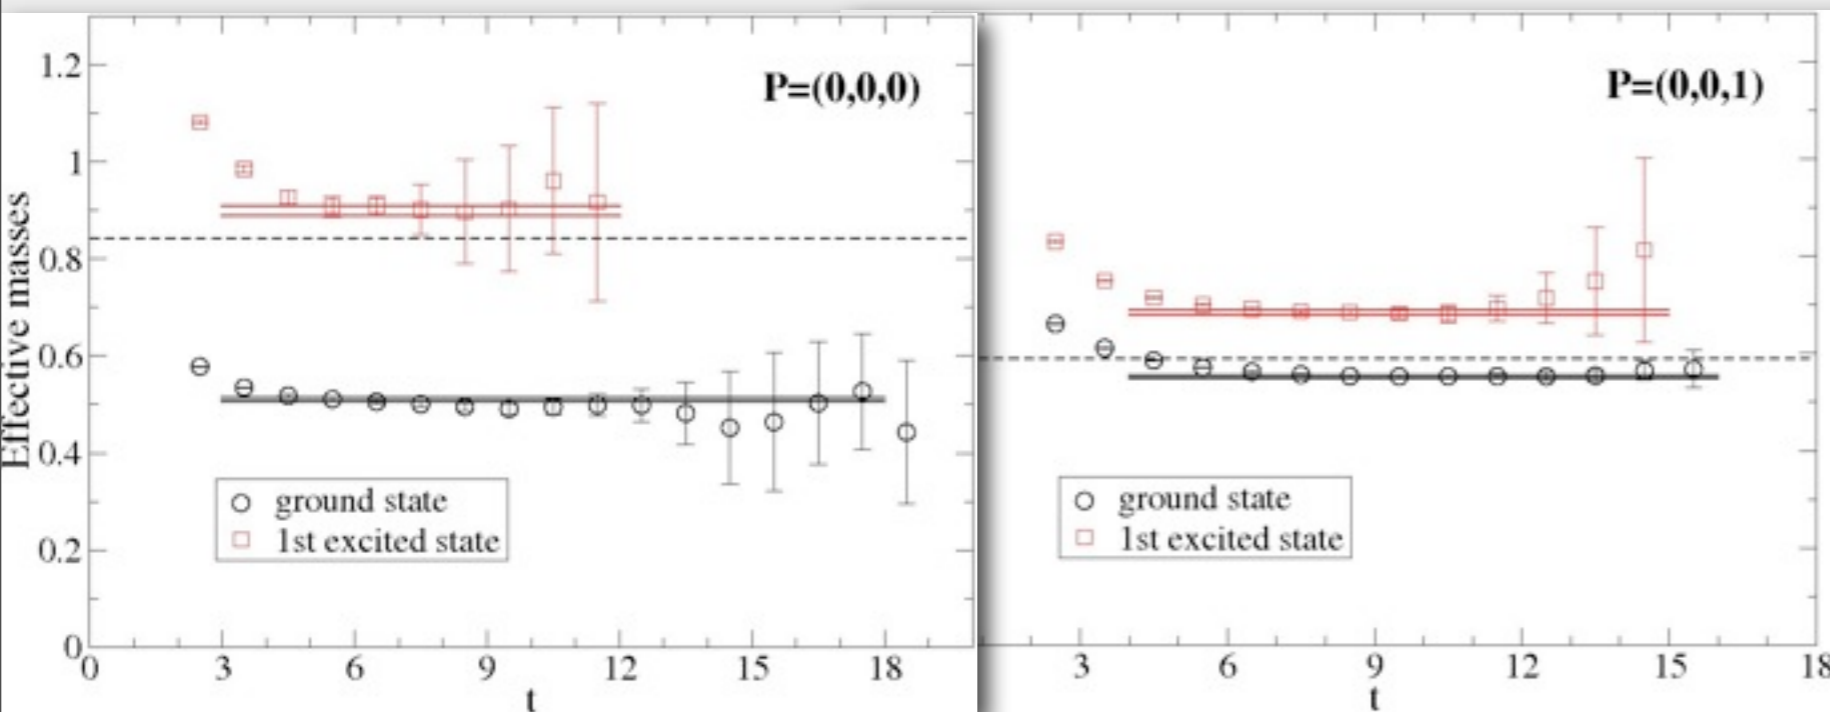 Effective masses
1.2
1
0.8
0.6
0.4
0.2
0
P=(0,0,0)
ground state
1st excited state
0 3 6 9 12 15 18
t
P=(0,0,1)
ground state
1st excited state
3 6 9 12 15 18
t